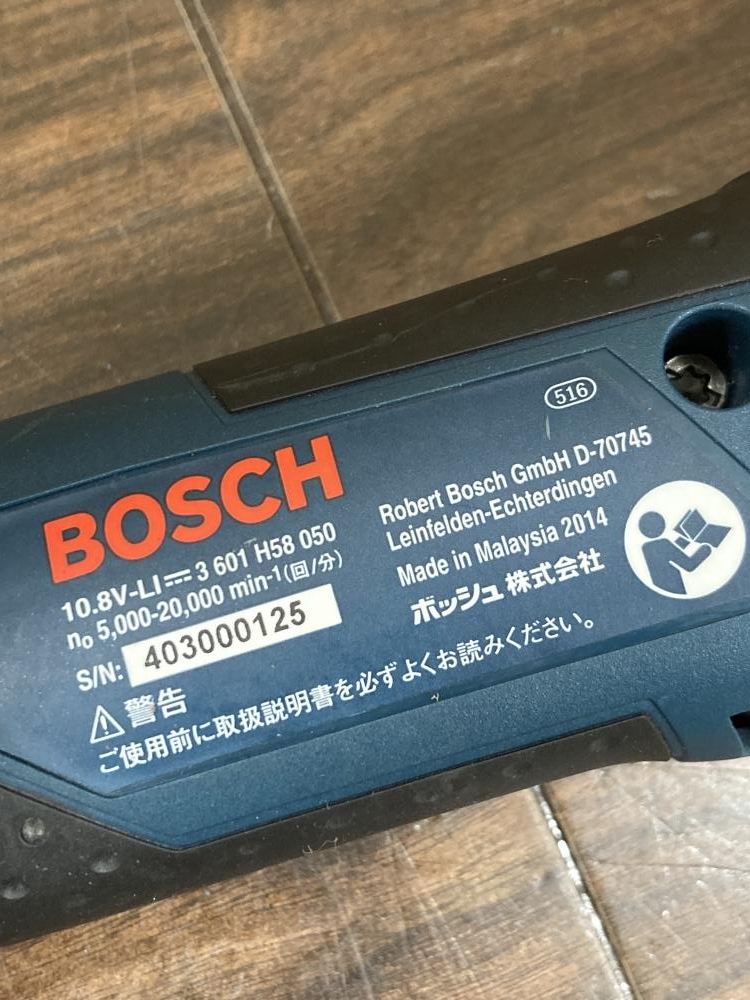 516
BOSCH
10.8V-LI⎓3 601 H58 050
n₀ 5,000-20,000 min⁻¹(回/分)
S/N: 403000125
Robert Bosch GmbH D-70745
Leinfelden-Echterdingen
Made in Malaysia 2014
ボッシュ株式会社
⚠警告
ご使用前に取扱説明書を必ずよくお読みください。